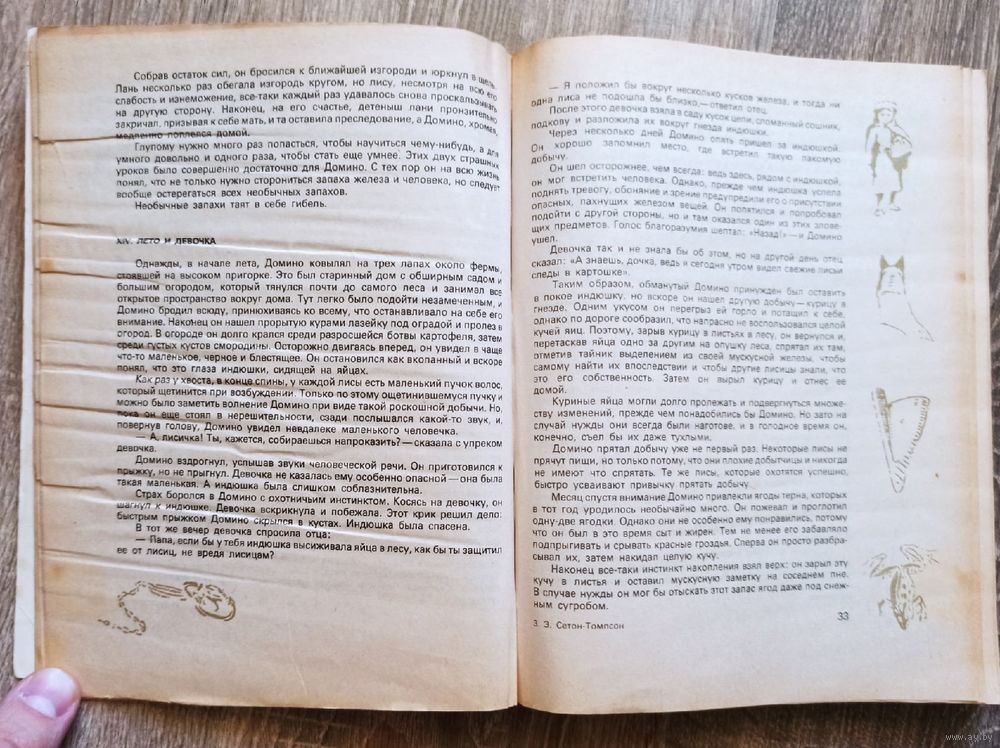 Собрав остаток сил, он бросился к ближайшей изгороди и юркнул в щель.
Лань несколько раз обегала изгородь кругом, но лису, несмотря на всю его
слабость и изнеможение, все-таки каждый раз удавалось снова проскальзывать
на другую сторону. Наконец, на его счастье, детеныш лани пронзительно
закричал, призывая к себе мать, и та оставила преследование, а Домино, хромая,
медленно поплелся домой.
Глупому нужно много раз попасться, чтобы научиться чему-нибудь, а для
умного довольно и одного раза, чтобы стать еще умнее. Этих двух страшных
уроков было совершенно достаточно для Домино. С тех пор он на всю жизнь
понял, что не только нужно сторониться запаха железа и человека, но следует
вообще остерегаться всех необычных запахов.
Необычные запахи таят в себе гибель.
XIV. ЛЕТО И ДЕВОЧКА
Однажды, в начале лета, Домино ковылял на трех лапах около фермы,
стоявшей на высоком пригорке. Это был старинный дом с обширным садом и
большим огородом, который тянулся почти до самого леса и занимал все
открытое пространство вокруг дома. Тут легко было подойти незамеченным, и
Домино бродил всюду, принюхиваясь ко всему, что останавливало на себе его
внимание. Наконец он нашел прорытую курами лазейку под оградой и пролез в
огород. В огороде он долго крался среди разросшейся ботвы картофеля, затем
среди густых кустов смородины. Осторожно двигаясь вперед, он увидел в чаще
что-то маленькое, черное и блестящее. Он остановился как вкопанный и вскоре
понял, что это глаза индюшки, сидящей на яйцах.
Как раз у хвоста, в конце спины, у каждой лисы есть маленький пучок волос,
который щетинится при возбуждении. Только по этому ощетинившемуся пучку и
можно было заметить волнение Домино при виде такой роскошной добычи. Но,
пока он еще стоял в нерешительности, сзади послышался какой-то звук, и,
повернув голову, Домино увидел невдалеке маленького человечка.
— А, лисичка! Ты, кажется, собираешься напроказить? — сказала с упреком
девочка.
Домино вздрогнул, услышав звуки человеческой речи. Он приготовился к
прыжку, но не прыгнул. Девочка не казалась ему особенно опасной — она была
такая маленькая. А индюшка была слишком соблазнительна.
Страх боролся в Домино с охотничьим инстинктом. Косясь на девочку, он
шагнул к индюшке. Девочка вскрикнула и побежала. Этот крик решил дело:
быстрым прыжком Домино скрылся в кустах. Индюшка была спасена.
В тот же вечер девочка спросила отца:
— Папа, если бы у тебя индюшка высиживала яйца в лесу, как бы ты защитил
ее от лисиц, не вредя лисицам?
— Я положил бы вокруг несколько кусков железа, и тогда ни
одна лиса не подошла бы близко, — ответил отец.
После этого девочка взяла в саду кусок цепи, сломанный сошник,
подкову и разложила их вокруг гнезда индюшки.
Через несколько дней Домино опять пришел за индюшкой.
Он хорошо запомнил место, где встретил такую лакомую
добычу.
Он шел осторожнее, чем всегда: ведь здесь, рядом с индюшкой,
он мог встретить человека. Однако, прежде чем индюшка успела
поднять тревогу, обоняние и зрение предупредили его о присутствии
опасных, пахнущих железом вещей. Он попятился и попробовал
подойти с другой стороны, но и там оказался один из этих злове-
щих предметов. Голос благоразумия шептал: «Назад!» — и Домино
ушел.
Девочка так и не знала бы об этом, но на другой день отец
сказал: «А знаешь, дочка, ведь я сегодня утром видел свежие лисьи
следы в картошке».
Таким образом, обманутый Домино принужден был оставить
в покое индюшку, но вскоре он нашел другую добычу — курицу в
гнезде. Одним укусом он перегрыз ей горло и потащил к себе,
однако по дороге сообразил, что напрасно не воспользовался целой
кучей яиц. Поэтому, зарыв курицу в листья в лесу, он вернулся и,
перетаскав яйца одно за другим на опушку леса, спрятал их там,
отметив тайник выделением из своей мускусной железы, чтобы
самому найти их впоследствии и чтобы другие лисицы знали, что
это его собственность. Затем он вырыл курицу и отнес ее
домой.
Куриные яйца могли долго пролежать и подвергнуться множе-
ству изменений, прежде чем понадобились бы Домино. Но зато на
случай нужды они всегда были наготове, и в голодное время он,
конечно, съел бы их даже тухлыми.
Домино прятал добычу уже не первый раз. Некоторые лисы не
прячут пищи, но только потому, что они плохие добытчицы и никогда
не имеют что спрятать. Те же лисы, которые охотятся успешно,
быстро усваивают привычку прятать добычу.
Месяц спустя внимание Домино привлекли ягоды терна, которых
в тот год уродилось необычайно много. Он пожевал и проглотил
одну-две ягодки. Однако они не особенно ему понравились, потому
что он был в это время сыт и жирен. Тем не менее его забавляло
подпрыгивать и срывать красные гроздья. Сперва он просто разбра-
сывал их, затем накидал целую кучу.
Наконец все-таки инстинкт накопления взял верх: он зарыл эту
кучу в листья и оставил мускусную заметку на соседнем пне.
В случае нужды он мог бы отыскать этот запас ягод даже под снеж-
ным сугробом.
3. Э. Сетон-Томпсон
33
www.ay.by